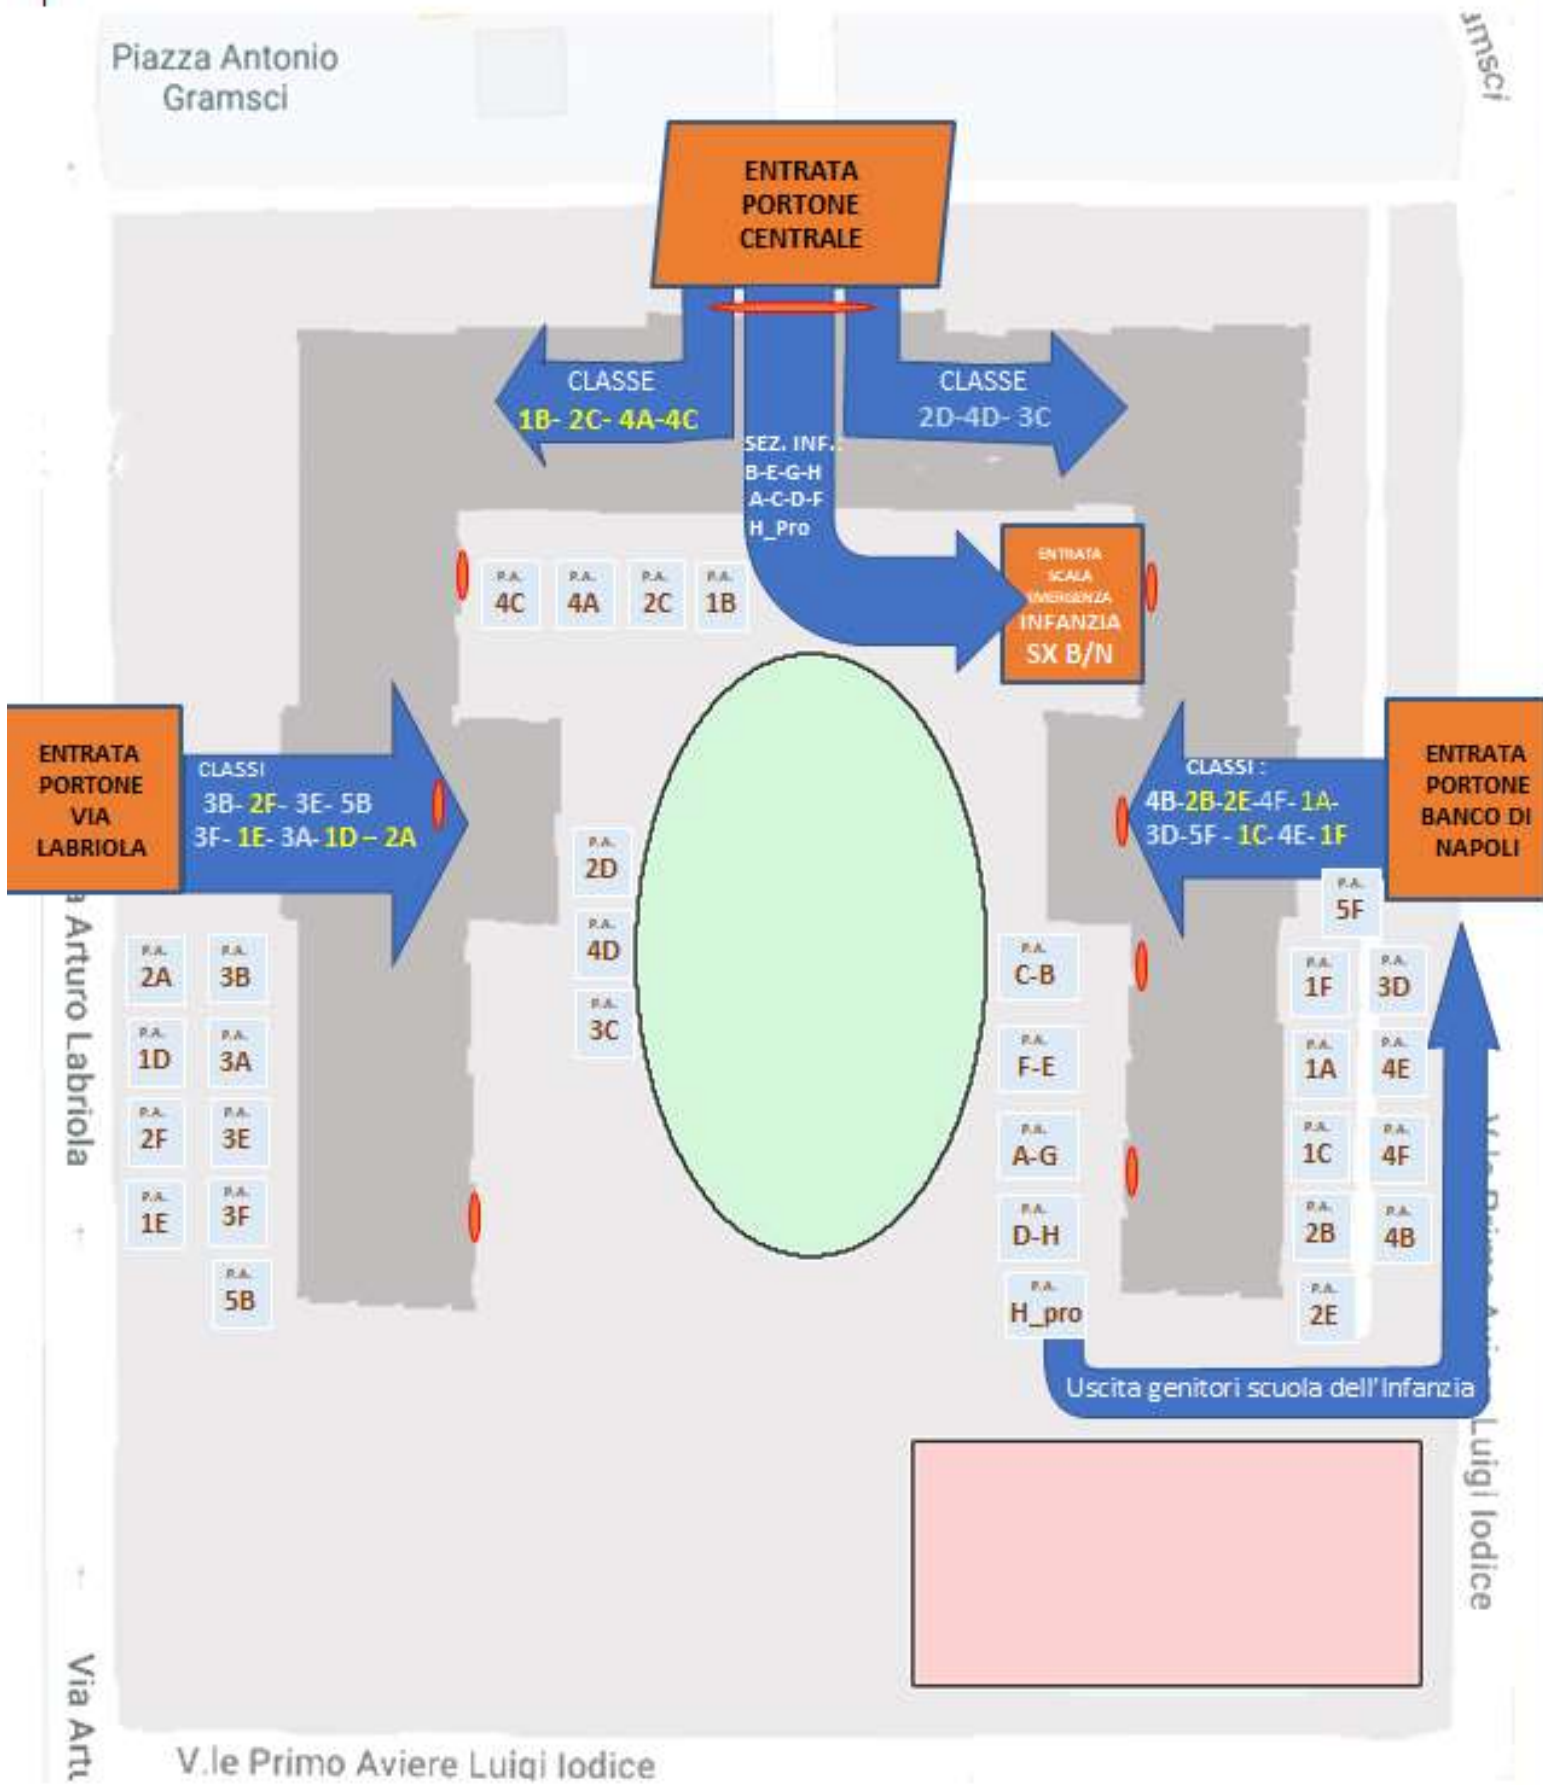 Piazza Antonio
Gramsci
ENTRATA
PORTONE
CENTRALE
CLASSE
1B- 2C- 4A-4C
CLASSE
2D-4D- 3C
SEZ. INF.:
B-E-G-H
A-C-D-F
H_Pro
ENTRATA
SCALA
EMERGENZA
INFANZIA
SX B/N
P.A.
4C
P.A.
4A
P.A.
2C
P.A.
1B
ENTRATA
PORTONE
VIA
LABRIOLA
CLASSI
3B- 2F- 3E- 5B
3F- 1E- 3A- 1D – 2A
CLASSI :
4B-2B-2E-4F- 1A-
3D-5F - 1C- 4E- 1F
ENTRATA
PORTONE
BANCO DI
NAPOLI
P.A.
2D
P.A.
4D
P.A.
3C
P.A.
2A
P.A.
3B
P.A.
1D
P.A.
3A
P.A.
2F
P.A.
3E
P.A.
1E
P.A.
3F
P.A.
5B
P.A.
C-B
P.A.
F-E
P.A.
A-G
P.A.
D-H
P.A.
H_pro
P.A.
5F
P.A.
1F
P.A.
3D
P.A.
1A
P.A.
4E
P.A.
1C
P.A.
4F
P.A.
2B
P.A.
4B
P.A.
2E
Uscita genitori scuola dell'Infanzia
a Arturo Labriola
Via Artu
Luigi Iodice
V.le Primo Aviere Luigi Iodice